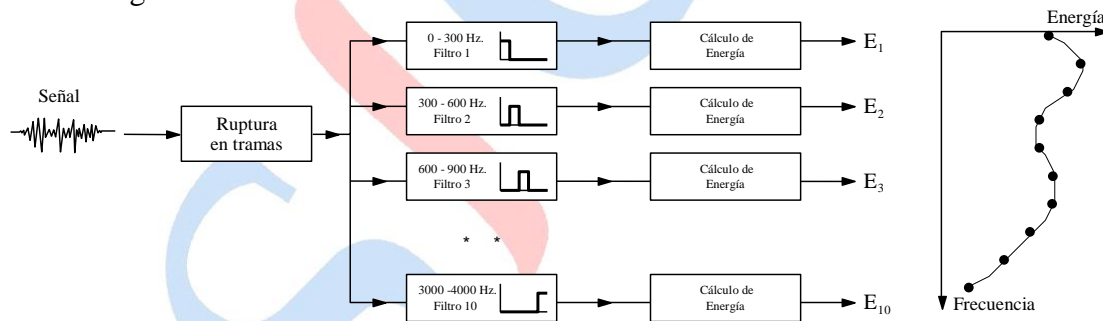 Señal
Ruptura
en tramas
0 - 300 Hz.
Filtro 1
Cálculo de
Energía
E1
300 - 600 Hz.
Filtro 2
Cálculo de
Energía
E2
600 - 900 Hz.
Filtro 3
Cálculo de
Energía
E3
* *
3000 -4000 Hz.
Filtro 10
Cálculo de
Energía
E10
Energía
Frecuencia